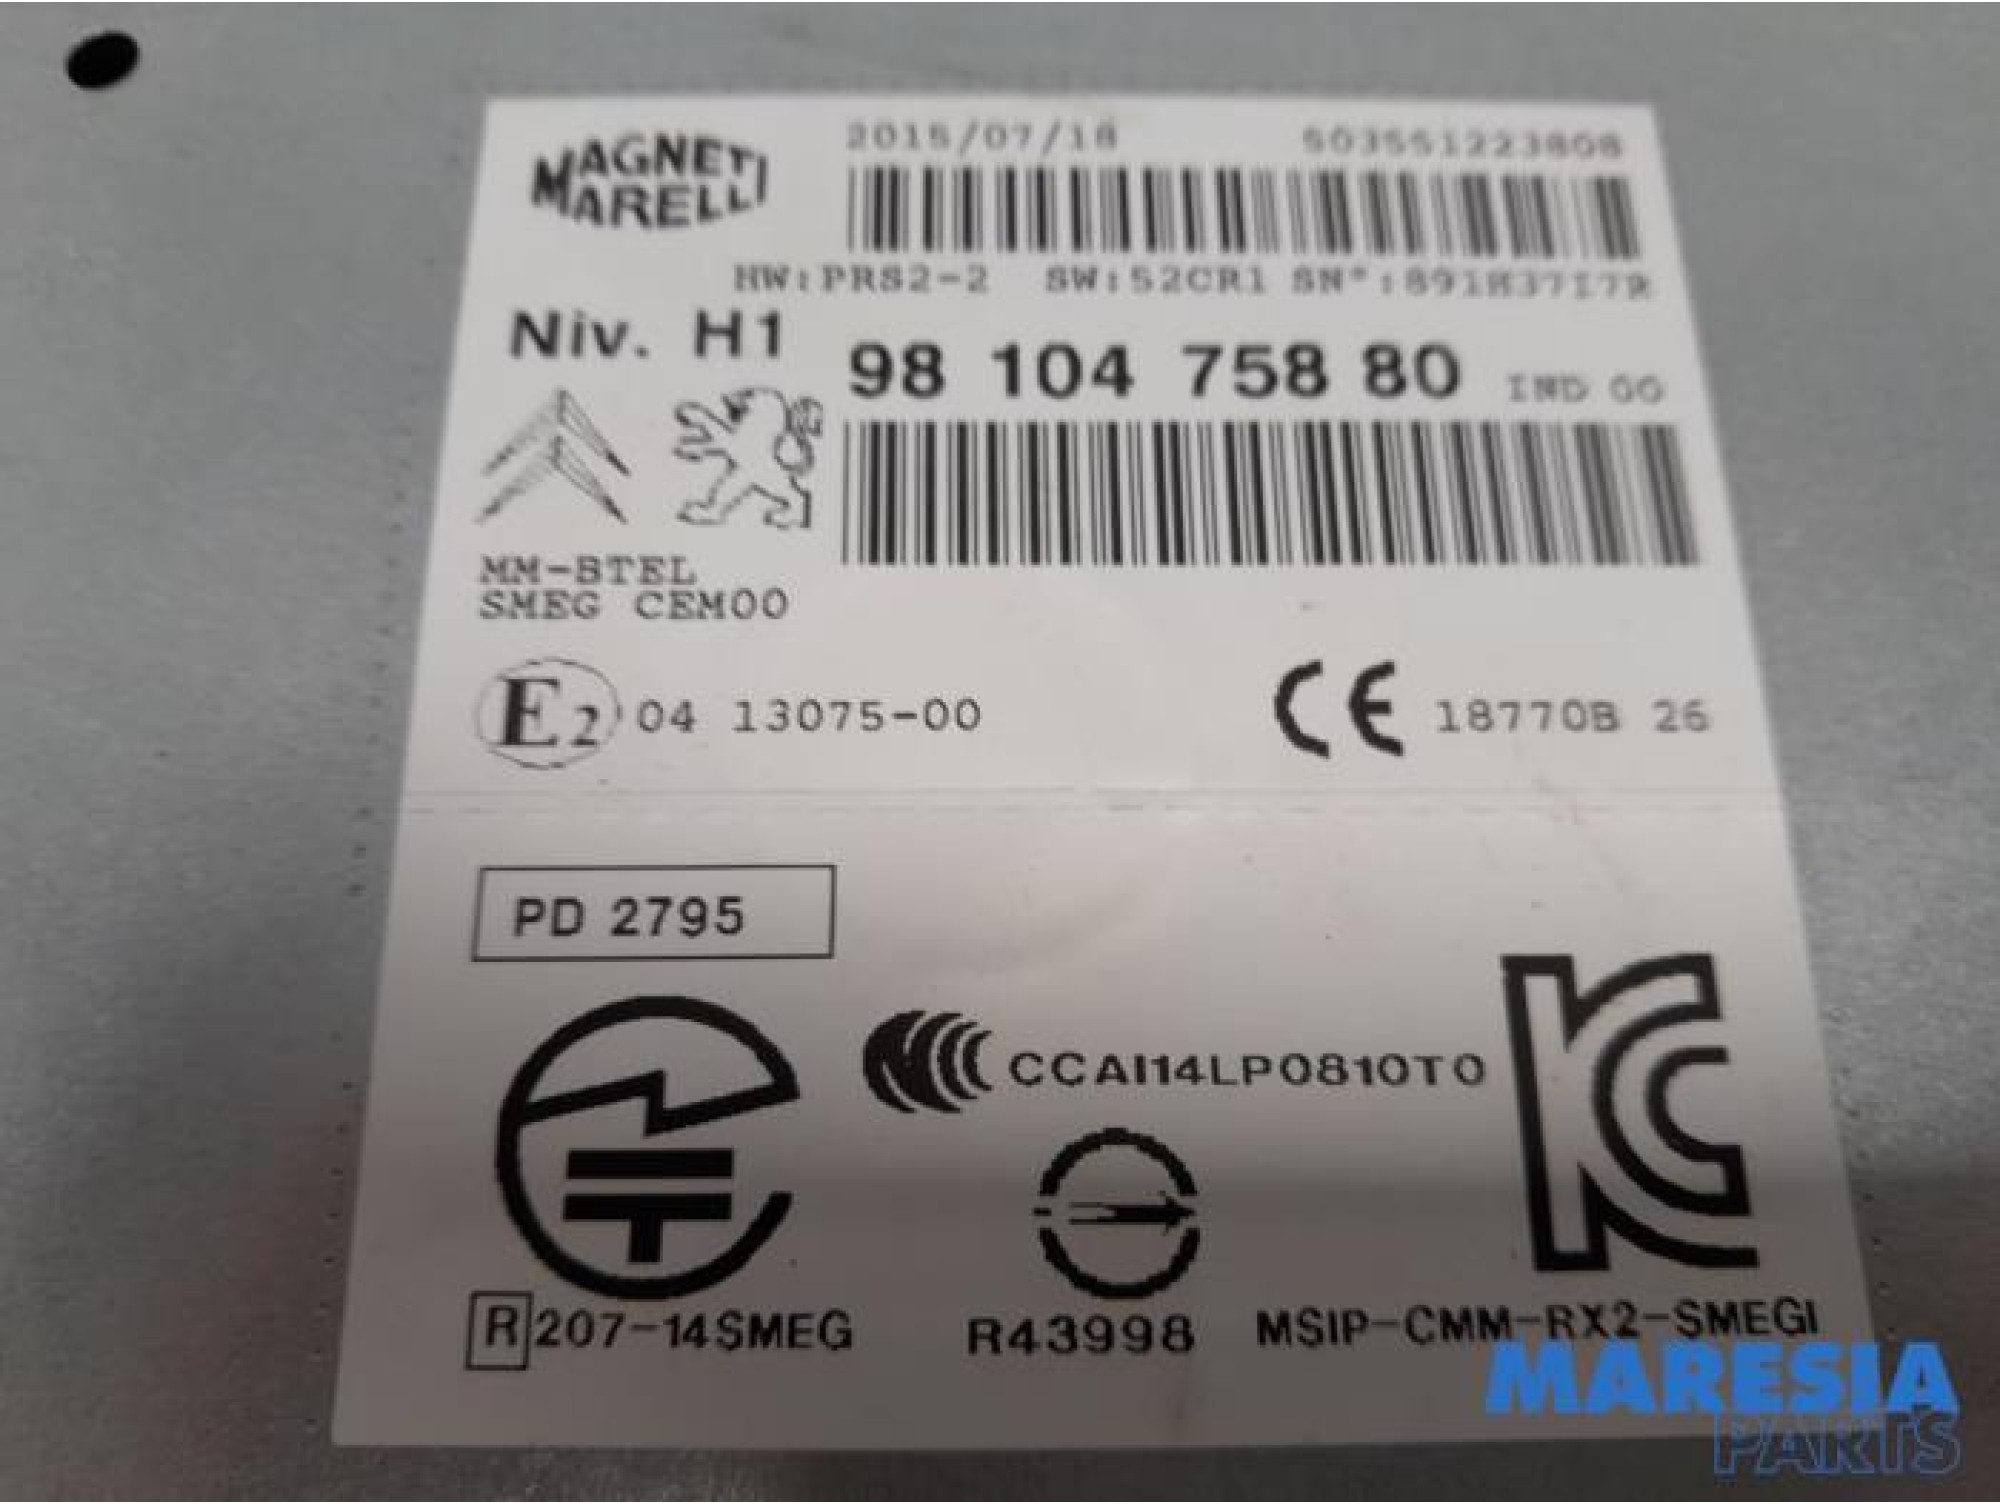 MAGNETI
MARELLI
2015/07/18 503551223808
HW:PRS2-2 SW:52CR1 SN°:891H37I7R
Niv. H1
98 104 758 80 IND 00
MM-BTEL
SMEG CEM00
E2 04 13075-00
CE 18770B 26
PD 2795
CCAI14LP0810T0
R 207-14SMEG
R43998
MSIP-CMM-RX2-SMEGI
MARESIA
PARTS